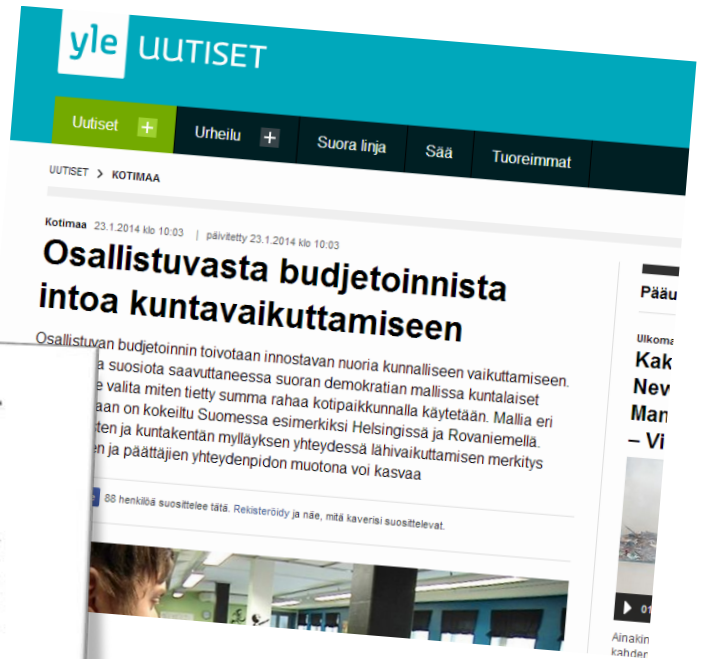 yle UUTISET
Uutiset + Urheilu + Suora linja Sää Tuoreimmat
UUTISET > KOTIMAA
Kotimaa 23.1.2014 klo 10:03 | päivitetty 23.1.2014 klo 10:03
Osallistuvasta budjetoinnista
intoa kuntavaikuttamiseen
Osallistuvan budjetoinnin toivotaan innostavan nuoria kunnalliseen vaikuttamiseen.
suosiota saavuttaneessa suoran demokratian mallissa kuntalaiset
valita miten tietty summa rahaa kotipaikkunnalla käytetään. Mallia eri
on kokeiltu Suomessa esimerkiksi Helsingissä ja Rovaniemellä.
ja kuntakentän mylläyksen yhteydessä lähivaikuttamisen merkitys
ja päättäjien yhteydenpidon muotona voi kasvaa
88 henkilöä suosittelee tätä. Rekisteröidy ja näe, mitä kaverisi suosittelevat.
Pääu
Ulkoma
Kak
Nev
Man
– Vi
01
Ainakin
kahder